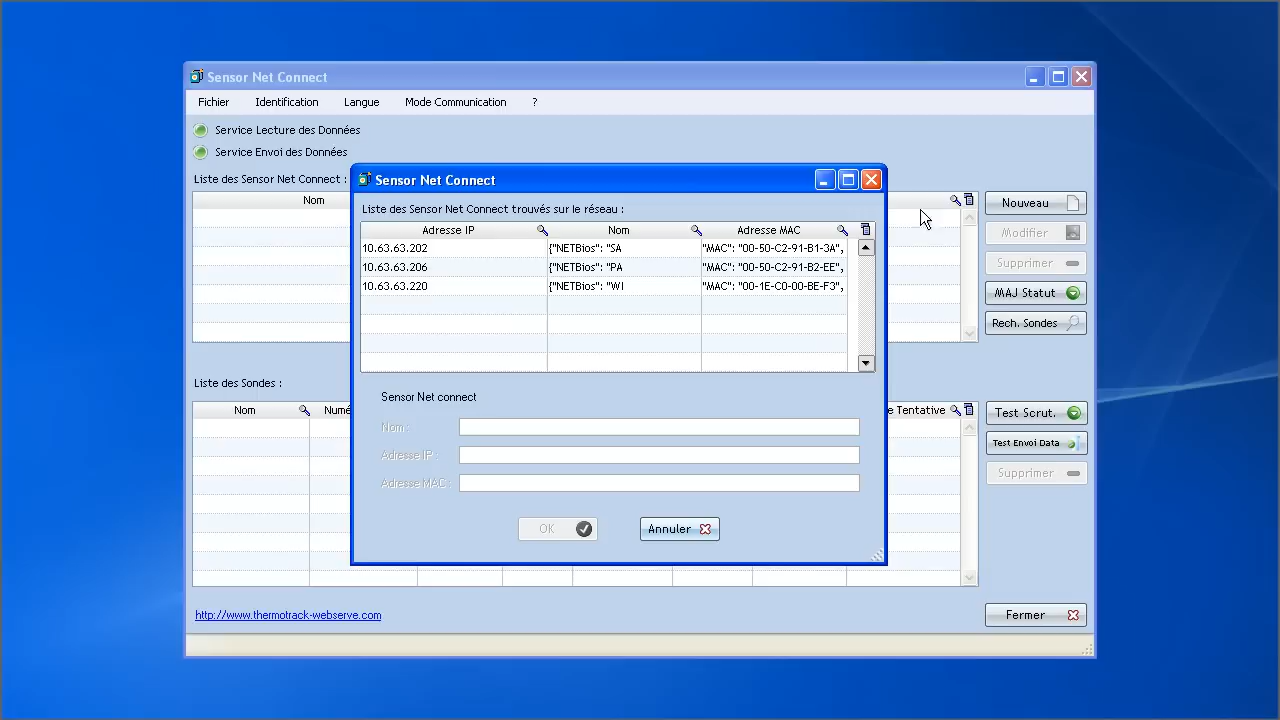 Sensor Net Connect
Fichier Identification Langue Mode Communication ?
Service Lecture des Données
Service Envoi des Données
Liste des Sensor Net Connect :
Nom
Nouveau
Modifier
Supprimer
MAJ Statut
Rech. Sondes
Sensor Net Connect
Liste des Sensor Net Connect trouvés sur le réseau :
Adresse IP Nom Adresse MAC
10.63.63.202 {"NETBios": "SA "MAC": "00-50-C2-91-B1-3A",
10.63.63.206 {"NETBios": "PA "MAC": "00-50-C2-91-B2-EE",
10.63.63.220 {"NETBios": "WI "MAC": "00-1E-C0-00-BE-F3",
Sensor Net connect
Nom :
Adresse IP :
Adresse MAC :
OK Annuler
Liste des Sondes :
Nom Numé e Tentative
Test Scrut.
Test Envoi Data
Supprimer
http://www.thermotrack-webserve.com
Fermer